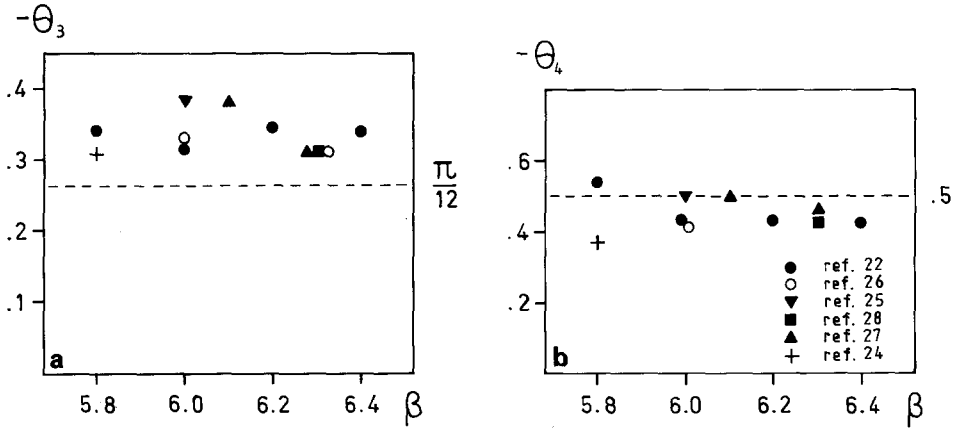 -θ₃
.4
.3
.2
.1
π/12
a
5.8 6.0 6.2 6.4 β
-θ₄
.6
.4
.2
.5
ref. 22
ref. 26
ref. 25
ref. 28
ref. 27
ref. 24
b
5.8 6.0 6.2 6.4 β